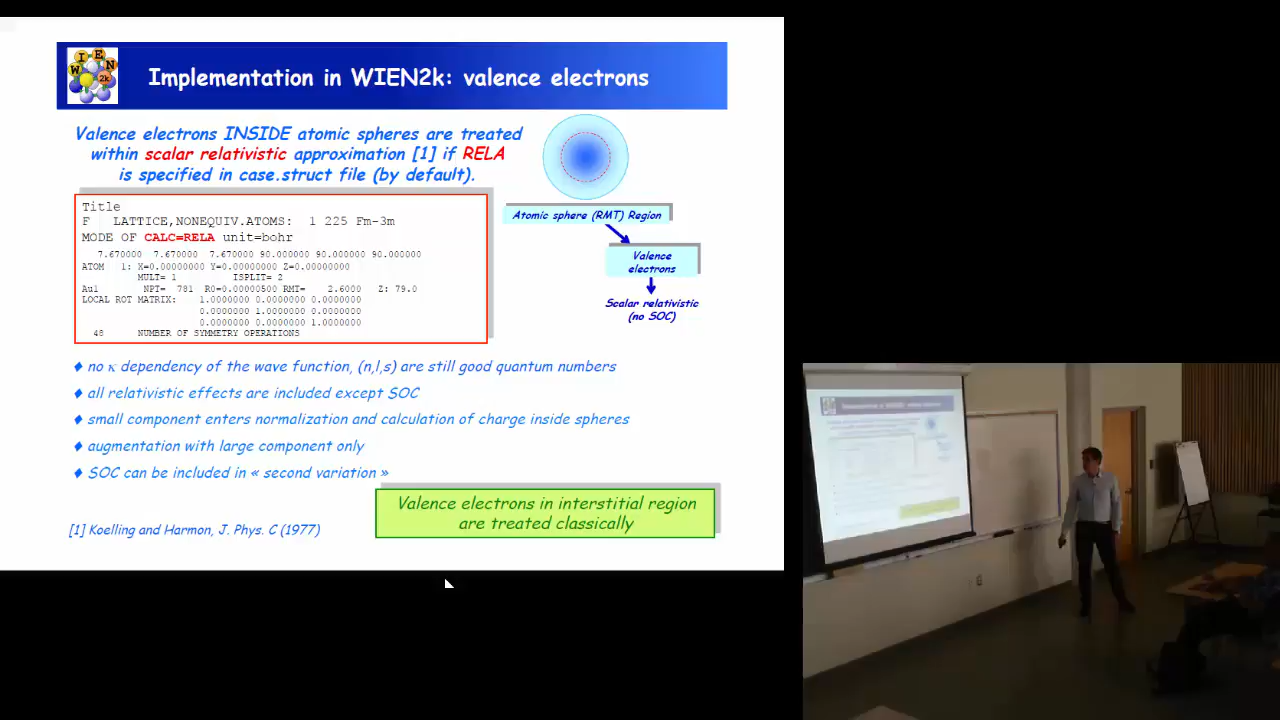 W I E N 2k
Implementation in WIEN2k: valence electrons
Valence electrons INSIDE atomic spheres are treated
within scalar relativistic approximation [1] if RELA
is specified in case.struct file (by default).
Title
F LATTICE,NONEQUIV.ATOMS: 1 225 Fm-3m
MODE OF CALC=RELA unit=bohr
7.670000 7.670000 7.670000 90.000000 90.000000 90.000000
ATOM 1: X=0.00000000 Y=0.00000000 Z=0.00000000
MULT= 1 ISPLIT= 2
Au1 NPT= 781 R0=0.00000500 RMT= 2.6000 Z: 79.0
LOCAL ROT MATRIX: 1.0000000 0.0000000 0.0000000
0.0000000 1.0000000 0.0000000
0.0000000 0.0000000 1.0000000
48 NUMBER OF SYMMETRY OPERATIONS
Atomic sphere (RMT) Region
Valence
electrons
Scalar relativistic
(no SOC)
♦ no κ dependency of the wave function, (n,l,s) are still good quantum numbers
♦ all relativistic effects are included except SOC
♦ small component enters normalization and calculation of charge inside spheres
♦ augmentation with large component only
♦ SOC can be included in « second variation »
Valence electrons in interstitial region
are treated classically
[1] Koelling and Harmon, J. Phys. C (1977)
Implementation in WIEN2k: valence electrons